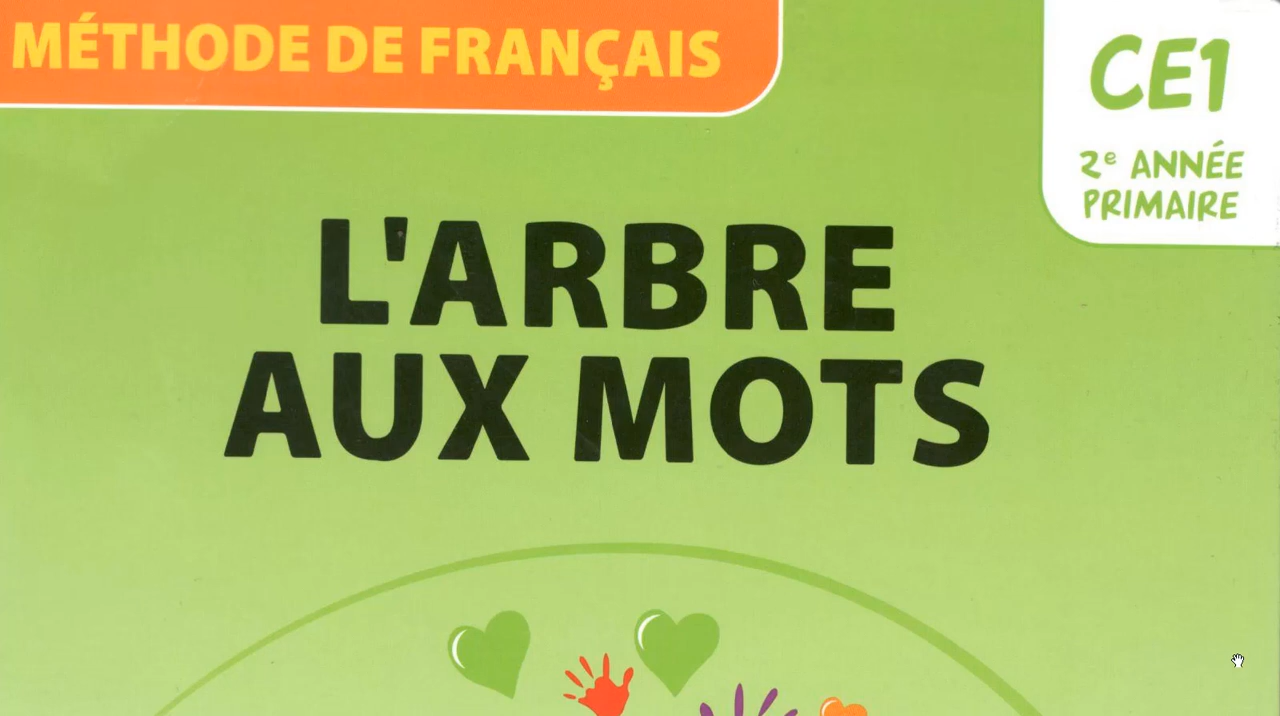 MÉTHODE DE FRANÇAIS
CE1
2e ANNÉE
PRIMAIRE
L'ARBRE
AUX MOTS